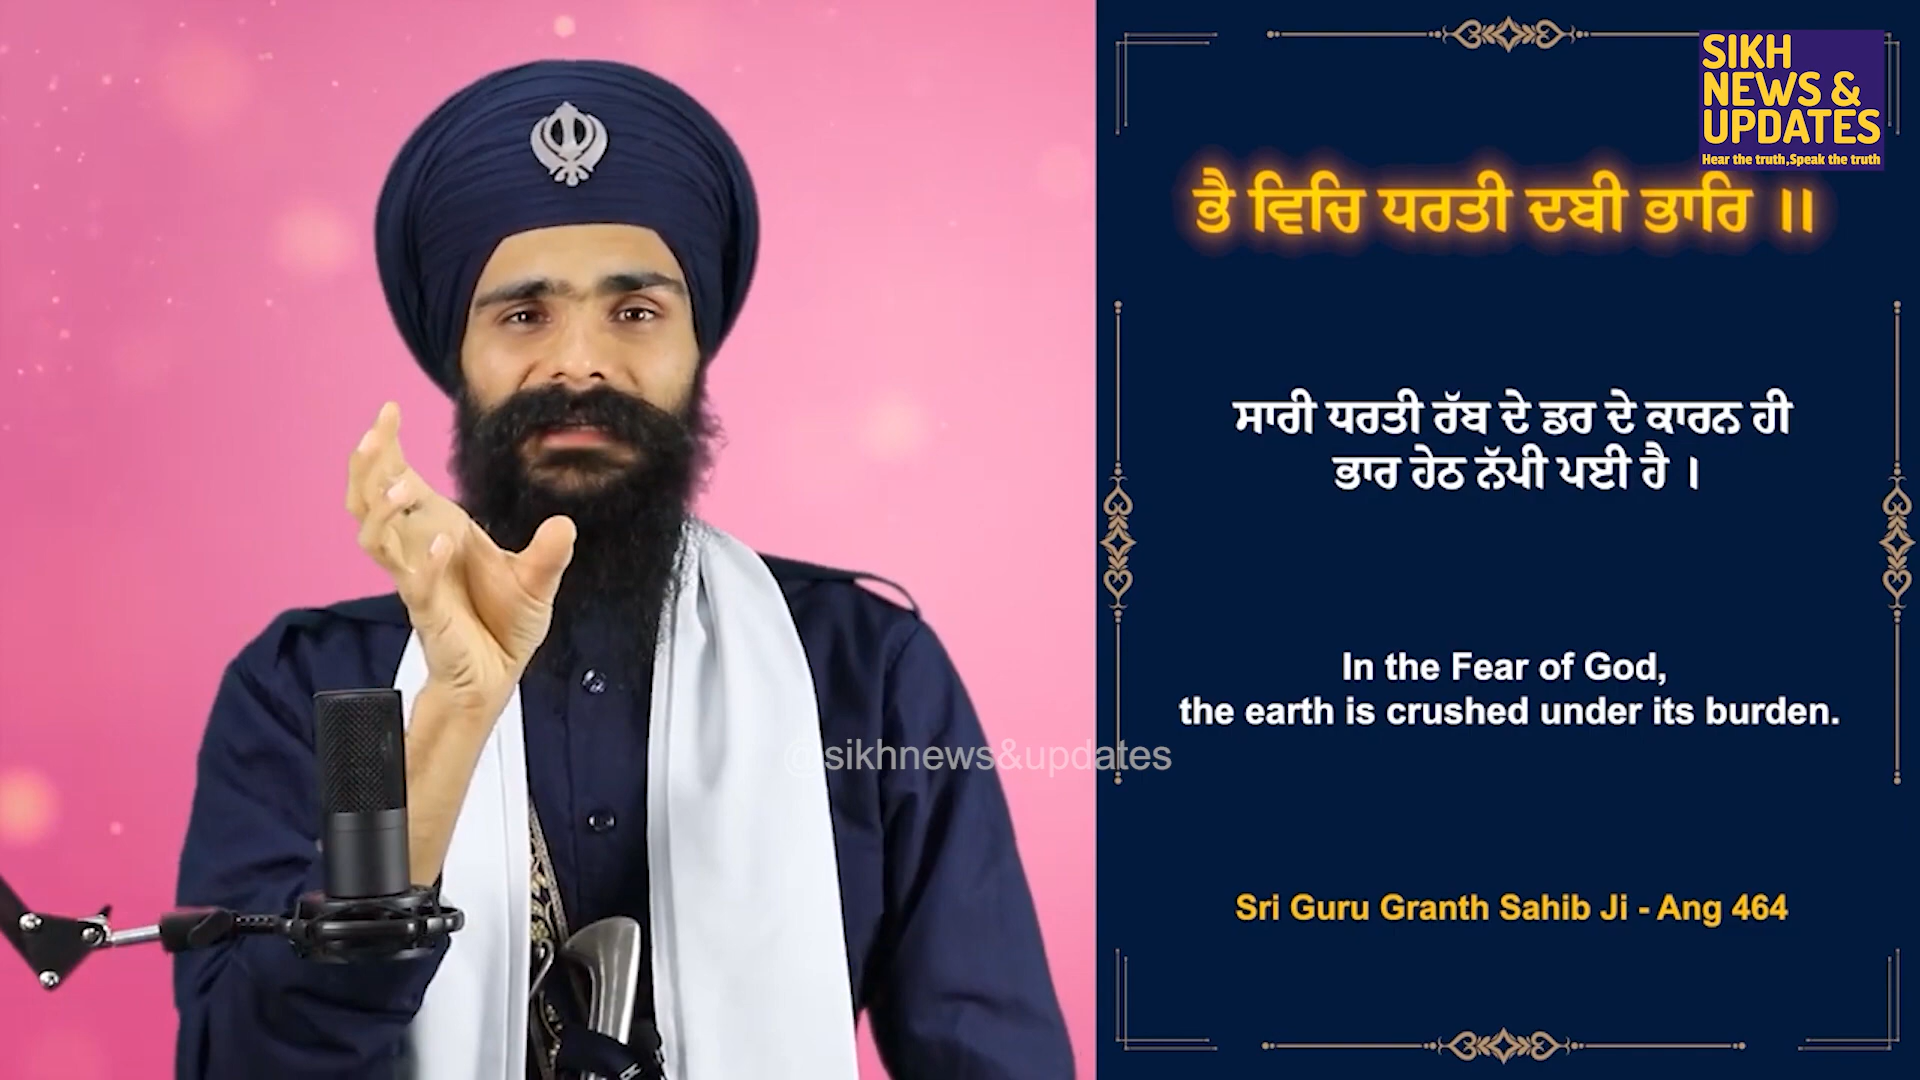 SIKH
NEWS &
UPDATES
Hear the truth,Speak the truth
ਭੈ ਵਿਚਿ ਧਰਤੀ ਦਬੀ ਭਾਰਿ ॥
ਸਾਰੀ ਧਰਤੀ ਰੱਬ ਦੇ ਡਰ ਦੇ ਕਾਰਨ ਹੀ
ਭਾਰ ਹੇਠ ਨੱਪੀ ਪਈ ਹੈ ।
In the Fear of God,
the earth is crushed under its burden.
@sikhnews&updates
Sri Guru Granth Sahib Ji - Ang 464